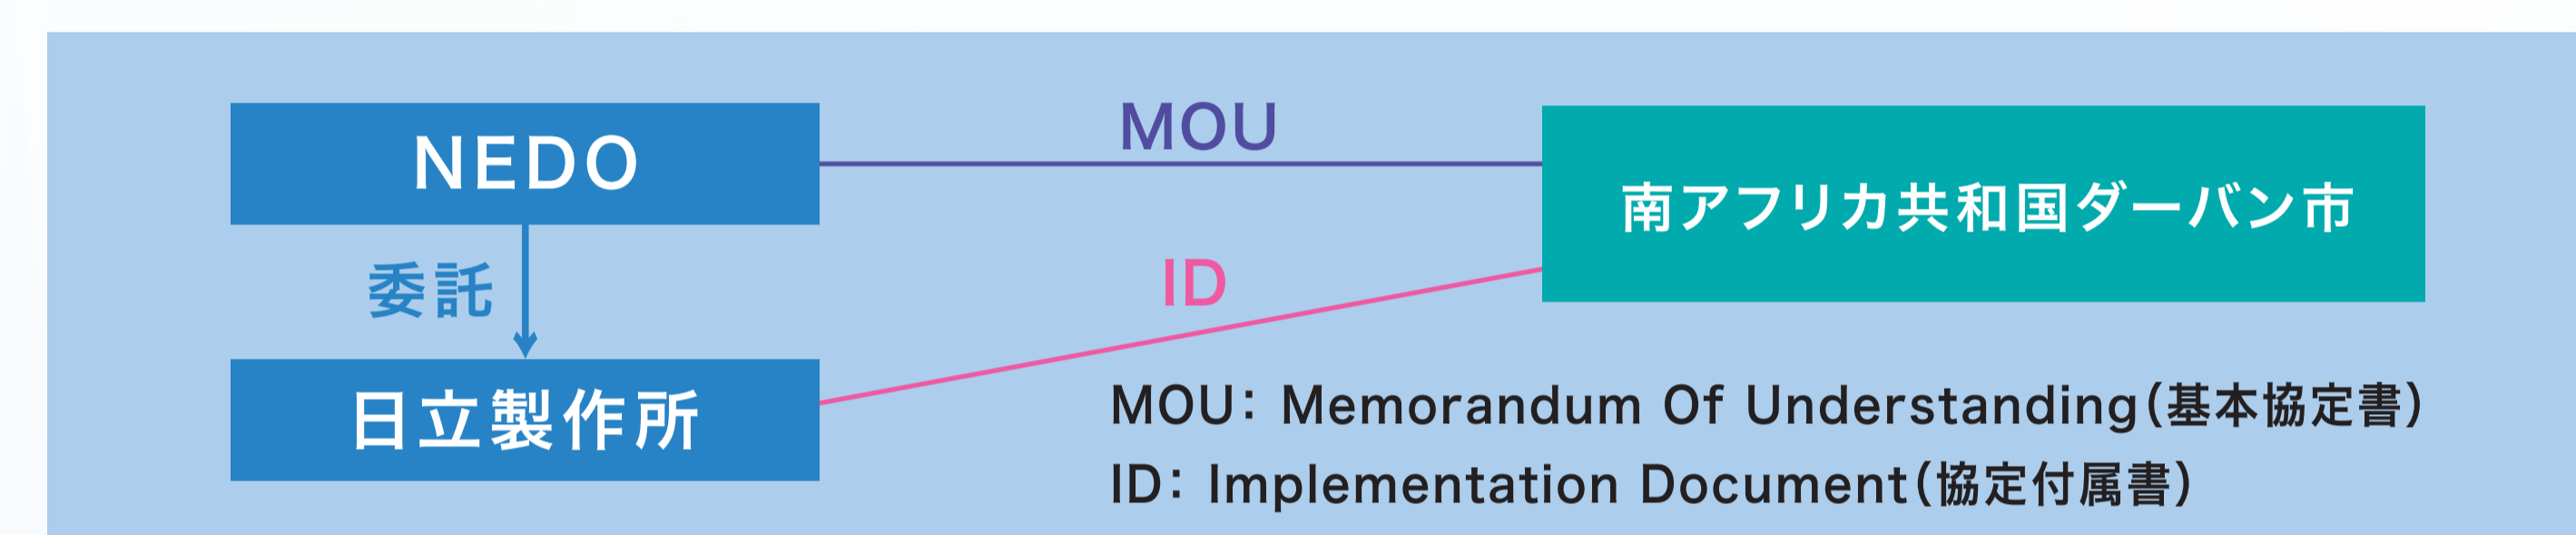 NEDO
MOU
南アフリカ共和国ダーバン市
委託
ID
日立製作所
MOU: Memorandum Of Understanding(基本協定書)
ID: Implementation Document(協定付属書)